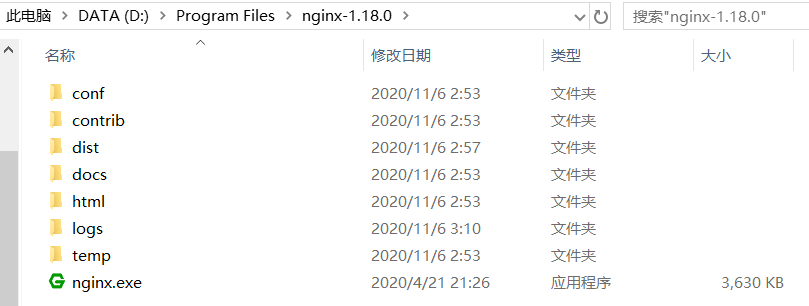 此电脑 › DATA (D:) › Program Files › nginx-1.18.0 ›
搜索"nginx-1.18.0"
名称 修改日期 类型 大小
conf 2020/11/6 2:53 文件夹
contrib 2020/11/6 2:53 文件夹
dist 2020/11/6 2:57 文件夹
docs 2020/11/6 2:53 文件夹
html 2020/11/6 2:53 文件夹
logs 2020/11/6 3:10 文件夹
temp 2020/11/6 2:53 文件夹
nginx.exe 2020/4/21 21:26 应用程序 3,630 KB